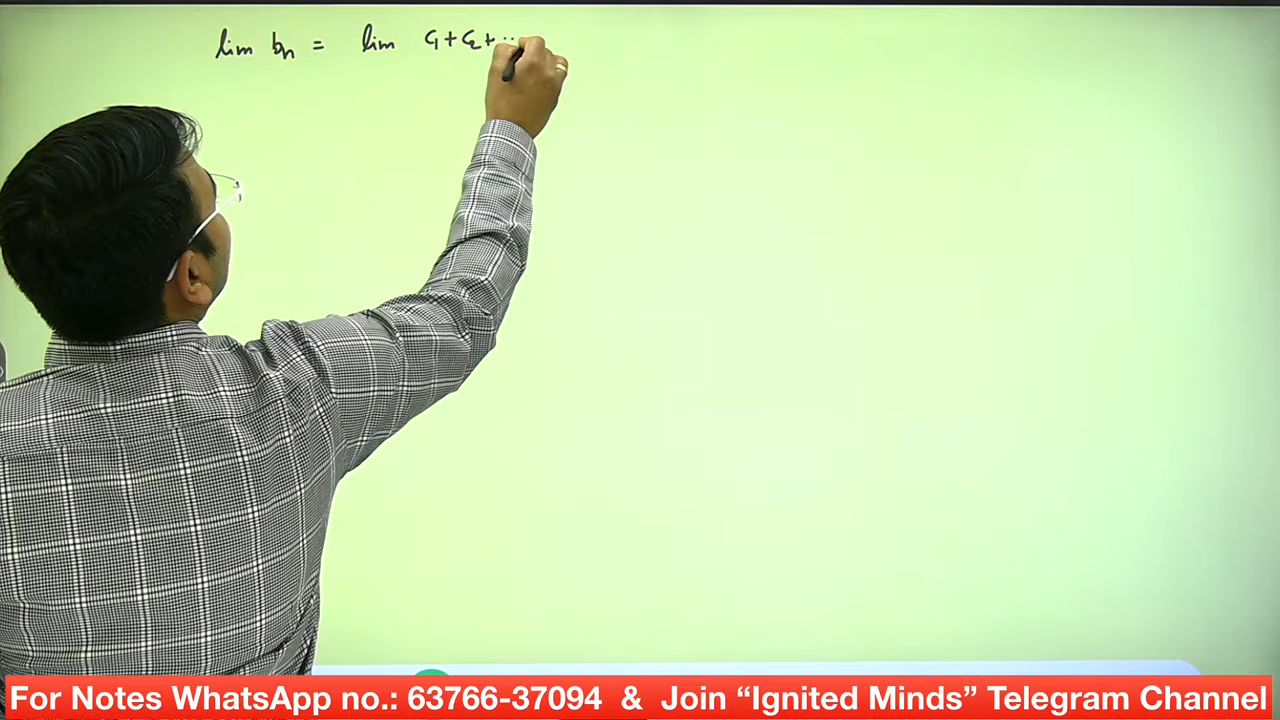 lim bn = lim c1+c2+...
For Notes WhatsApp no.: 63766-37094 & Join “Ignited Minds” Telegram Channel